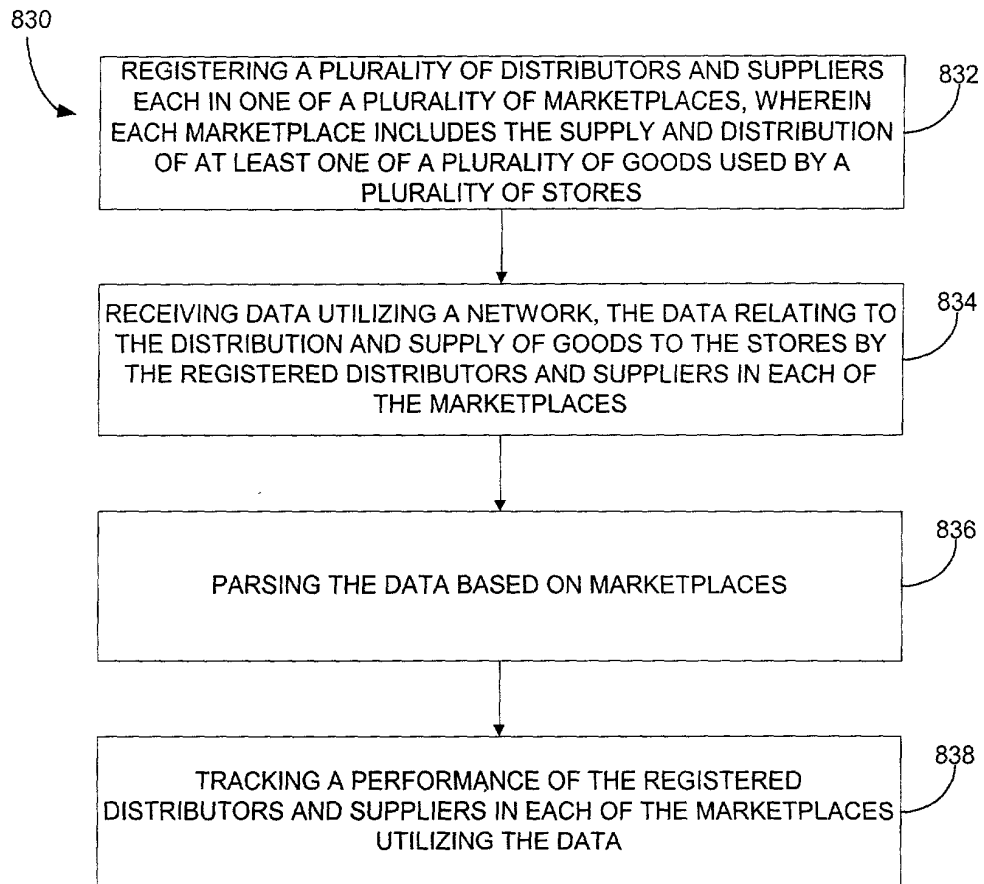 830
REGISTERING A PLURALITY OF DISTRIBUTORS AND SUPPLIERS
EACH IN ONE OF A PLURALITY OF MARKETPLACES, WHEREIN
EACH MARKETPLACE INCLUDES THE SUPPLY AND DISTRIBUTION
OF AT LEAST ONE OF A PLURALITY OF GOODS USED BY A
PLURALITY OF STORES
832
RECEIVING DATA UTILIZING A NETWORK, THE DATA RELATING TO
THE DISTRIBUTION AND SUPPLY OF GOODS TO THE STORES BY
THE REGISTERED DISTRIBUTORS AND SUPPLIERS IN EACH OF
THE MARKETPLACES
834
PARSING THE DATA BASED ON MARKETPLACES
836
TRACKING A PERFORMANCE OF THE REGISTERED
DISTRIBUTORS AND SUPPLIERS IN EACH OF THE MARKETPLACES
UTILIZING THE DATA
838